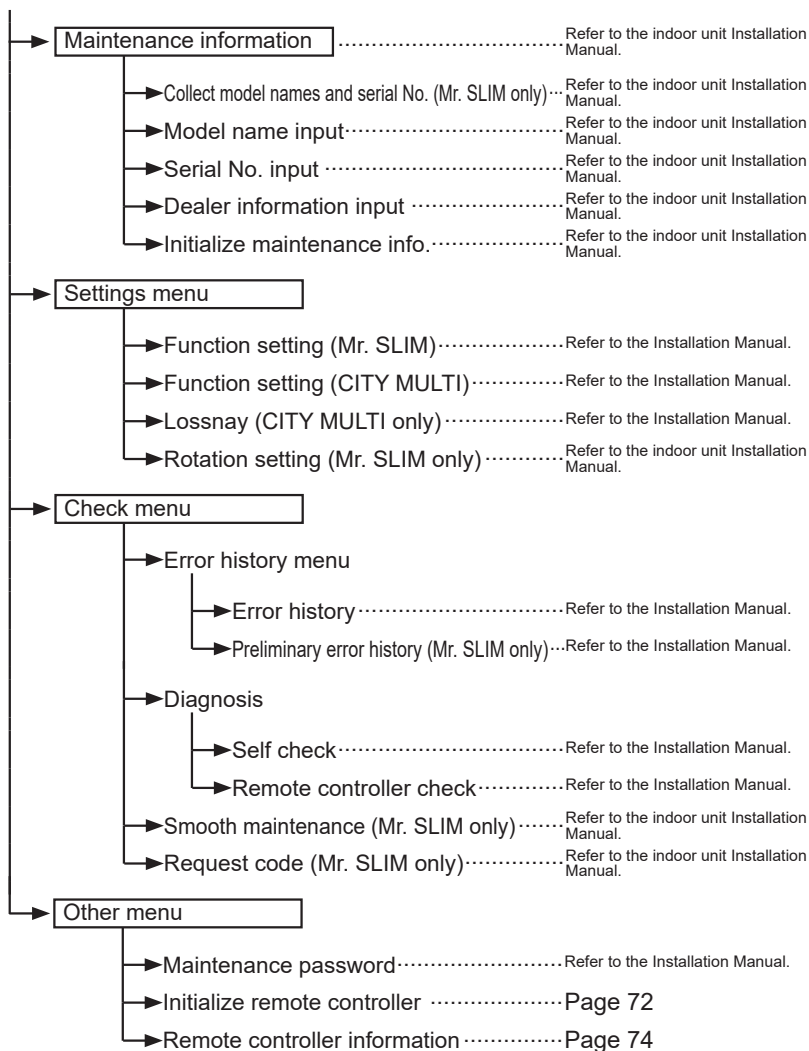 Maintenance information ............................ Refer to the indoor unit Installation
Manual.
Collect model names and serial No. (Mr. SLIM only)... Refer to the indoor unit Installation
Manual.
Model name input............................ Refer to the indoor unit Installation
Manual.
Serial No. input ............................ Refer to the indoor unit Installation
Manual.
Dealer information input ................... Refer to the indoor unit Installation
Manual.
Initialize maintenance info.................. Refer to the indoor unit Installation
Manual.
Settings menu
Function setting (Mr. SLIM)................ Refer to the Installation Manual.
Function setting (CITY MULTI)............ Refer to the Installation Manual.
Lossnay (CITY MULTI only) ............... Refer to the Installation Manual.
Rotation setting (Mr. SLIM only) .......... Refer to the indoor unit Installation
Manual.
Check menu
Error history menu
Error history............................ Refer to the Installation Manual.
Preliminary error history (Mr. SLIM only)... Refer to the Installation Manual.
Diagnosis
Self check............................ Refer to the Installation Manual.
Remote controller check............ Refer to the Installation Manual.
Smooth maintenance (Mr. SLIM only)...... Refer to the indoor unit Installation
Manual.
Request code (Mr. SLIM only)............. Refer to the indoor unit Installation
Manual.
Other menu
Maintenance password...................... Refer to the Installation Manual.
Initialize remote controller .................. Page 72
Remote controller information .............. Page 74